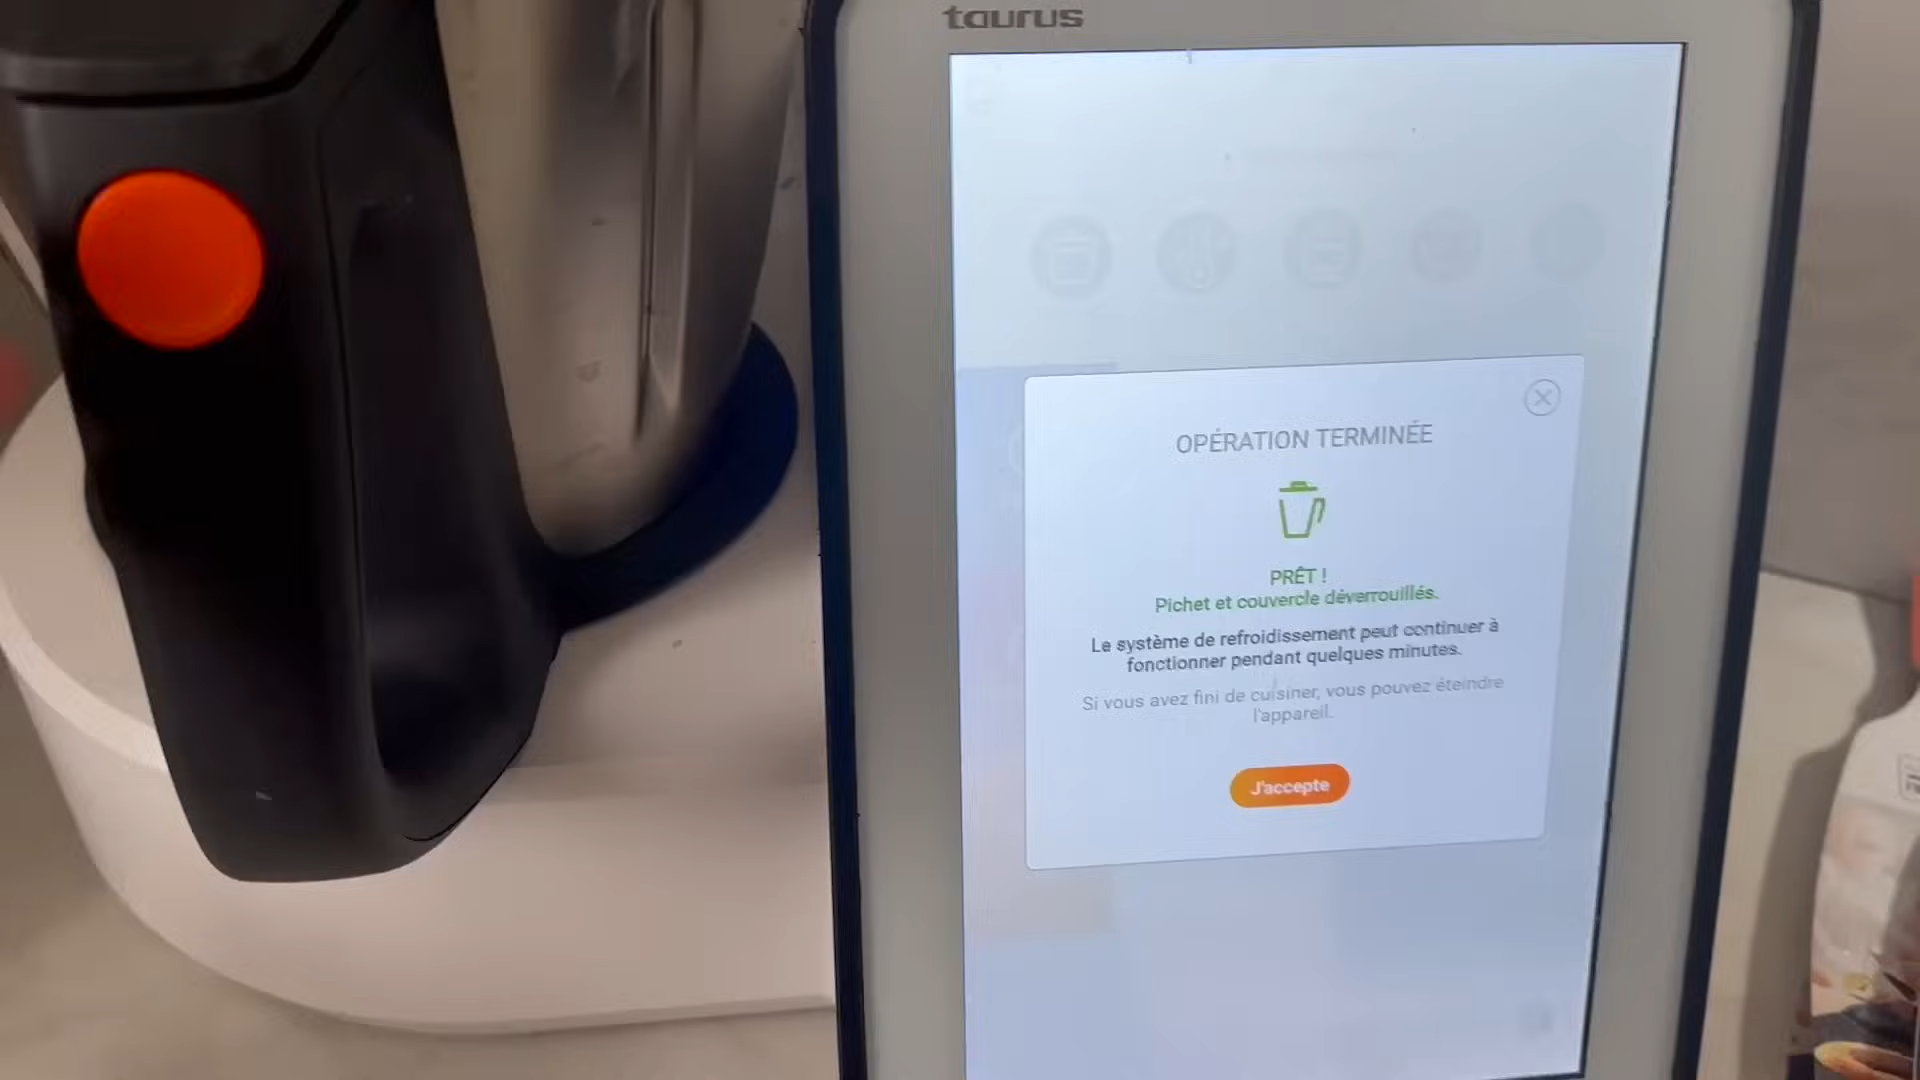 taurus
OPÉRATION TERMINÉE
PRÊT !
Pichet et couvercle déverrouillés.
Le système de refroidissement peut continuer à
fonctionner pendant quelques minutes.
Si vous avez fini de cuisiner, vous pouvez éteindre
l'appareil.
J'accepte